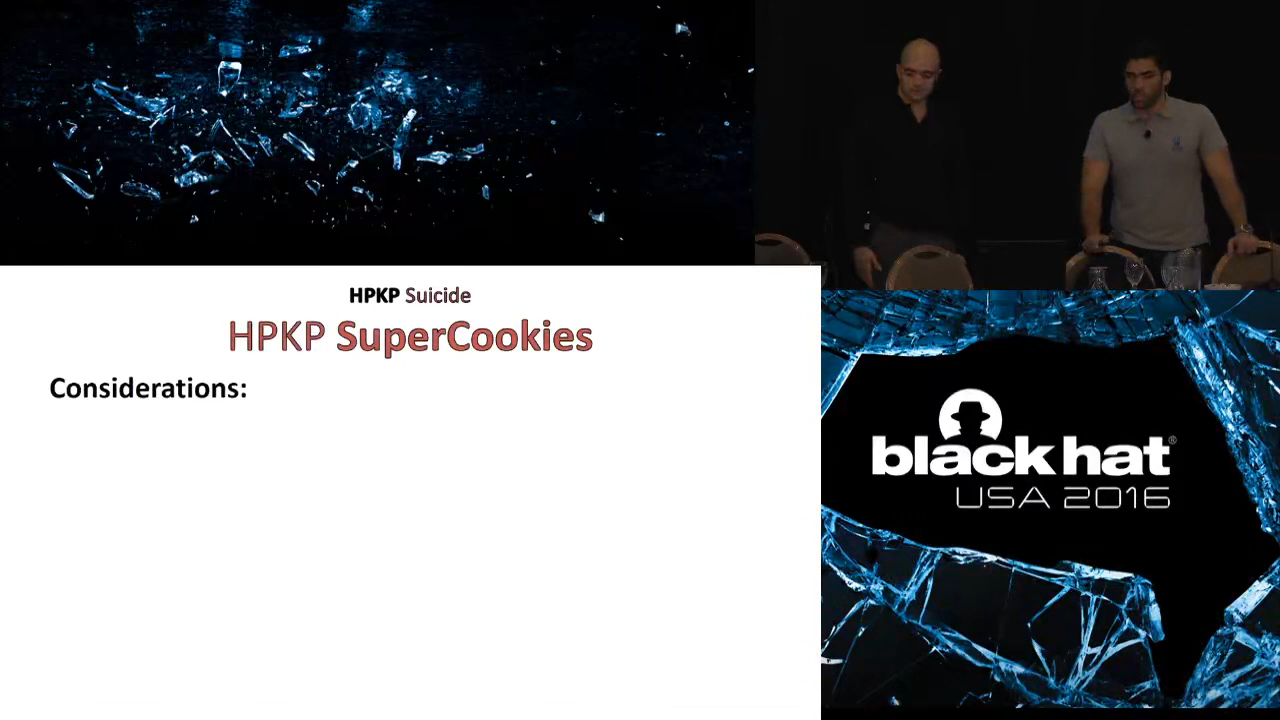 HPKP Suicide
HPKP SuperCookies
Considerations:
black hat®
USA 2016